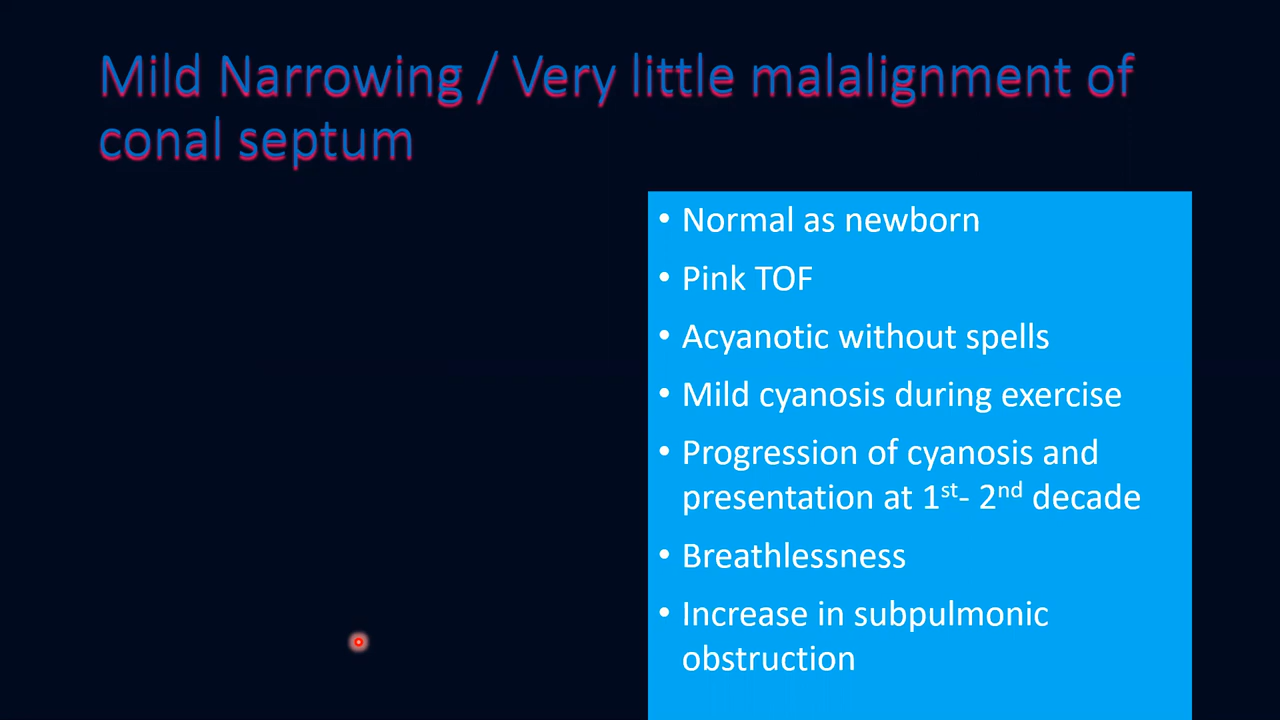 Mild Narrowing / Very little malalignment of
conal septum
• Normal as newborn
• Pink TOF
• Acyanotic without spells
• Mild cyanosis during exercise
• Progression of cyanosis and
presentation at 1st- 2nd decade
• Breathlessness
• Increase in subpulmonic
obstruction